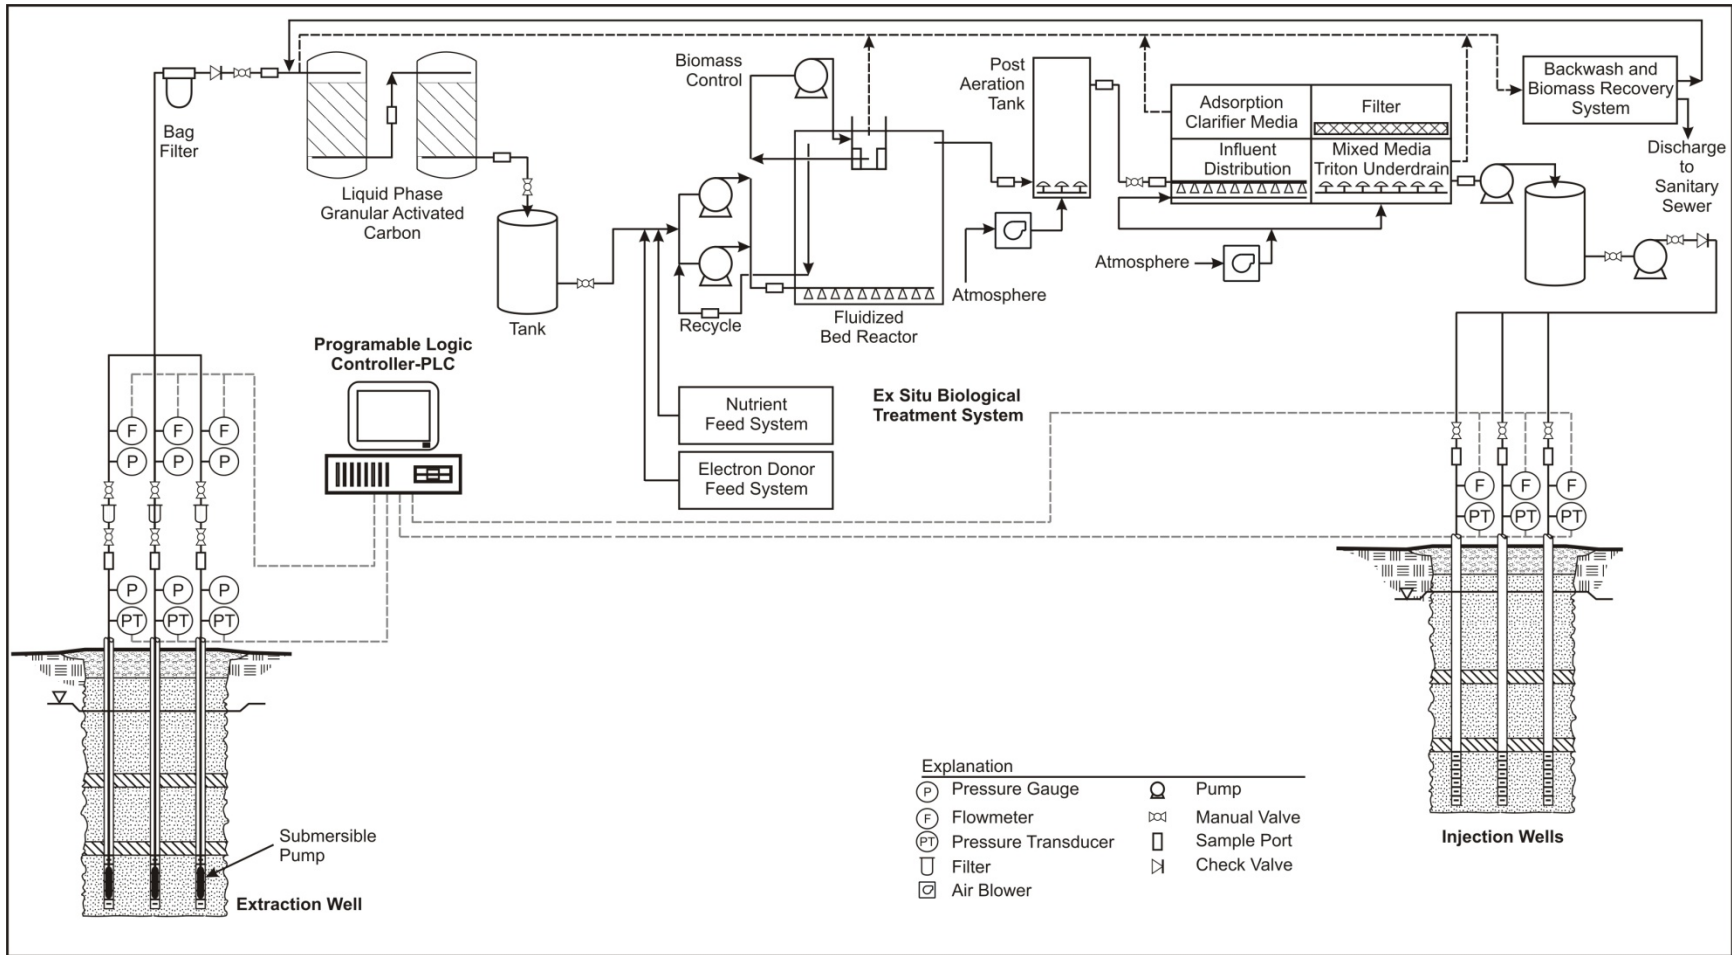 Bag
Filter
Liquid Phase
Granular Activated
Carbon
Tank
Biomass
Control
Recycle
Fluidized
Bed Reactor
Post
Aeration
Tank
Atmosphere
Atmosphere
Adsorption
Clarifier Media
Filter
Influent
Distribution
Mixed Media
Triton Underdrain
Backwash and
Biomass Recovery
System
Discharge
to
Sanitary
Sewer
Programable Logic
Controller-PLC
Nutrient
Feed System
Electron Donor
Feed System
Ex Situ Biological
Treatment System
F
F
F
P
P
P
P
P
P
PT
PT
PT
Submersible
Pump
Extraction Well
F
F
F
PT
PT
PT
Injection Wells
Explanation
P Pressure Gauge
F Flowmeter
PT Pressure Transducer
Filter
Air Blower
Pump
Manual Valve
Sample Port
Check Valve